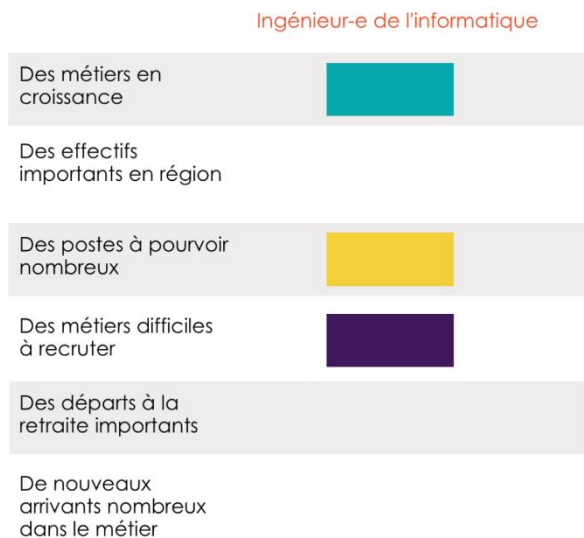 Ingénieur-e de l'informatique
Des métiers en
croissance
Des effectifs
importants en région
Des postes à pourvoir
nombreux
Des métiers difficiles
à recruter
Des départs à la
retraite importants
De nouveaux
arrivants nombreux
dans le métier